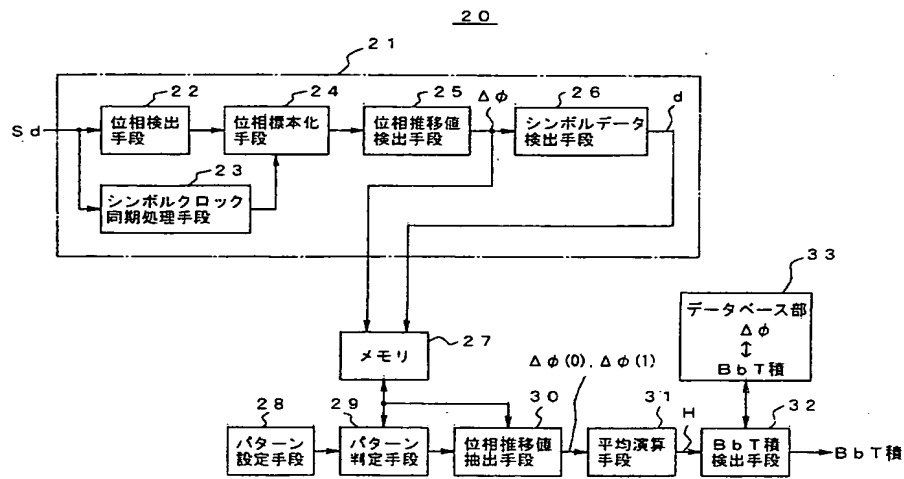 20
21
22
24
25
Δφ
26
d
Sd
位相検出
手段
位相標本化
手段
位相推移値
検出手段
シンボルデータ
検出手段
23
シンボルクロック
同期処理手段
33
データベース部
Δφ
↕
BbT積
メモリ
27
Δφ(0),Δφ(1)
28
29
30
31
H
32
パターン
設定手段
パターン
判定手段
位相推移値
抽出手段
平均演算
手段
BbT積
検出手段
BbT積